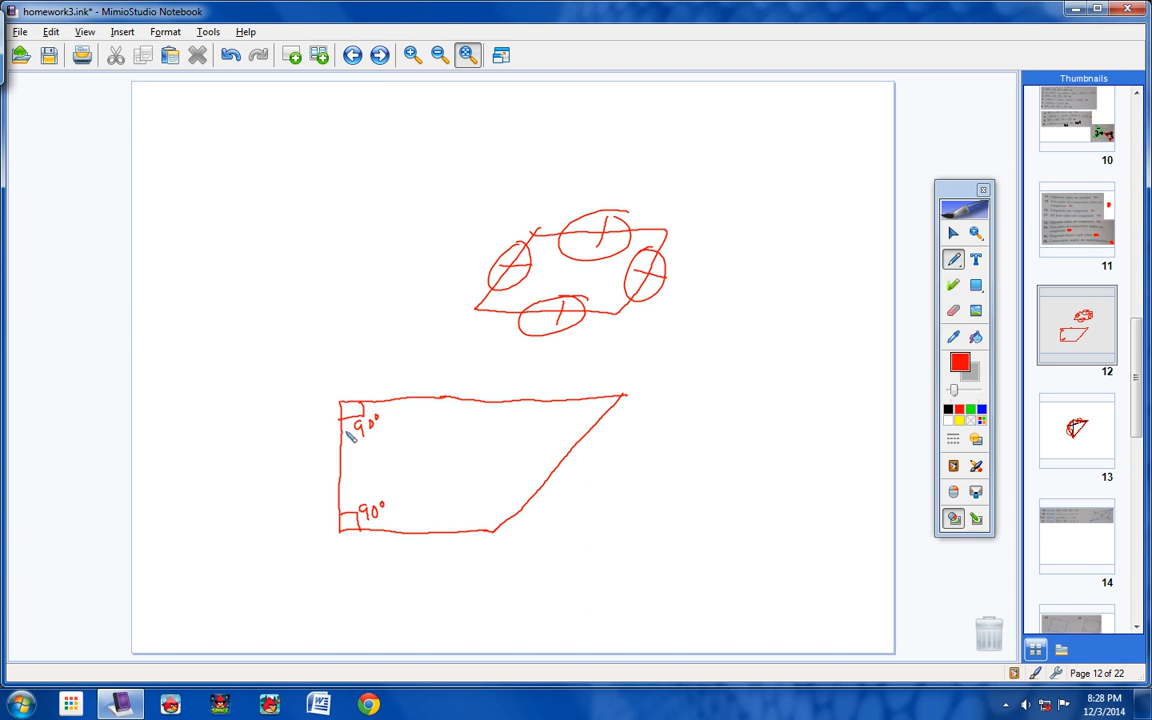 homework3.ink* - MimioStudio Notebook
File Edit View Insert Format Tools Help
Thumbnails
10
11
12
13
14
90°
90°
Page 12 of 22
8:28 PM
12/3/2014